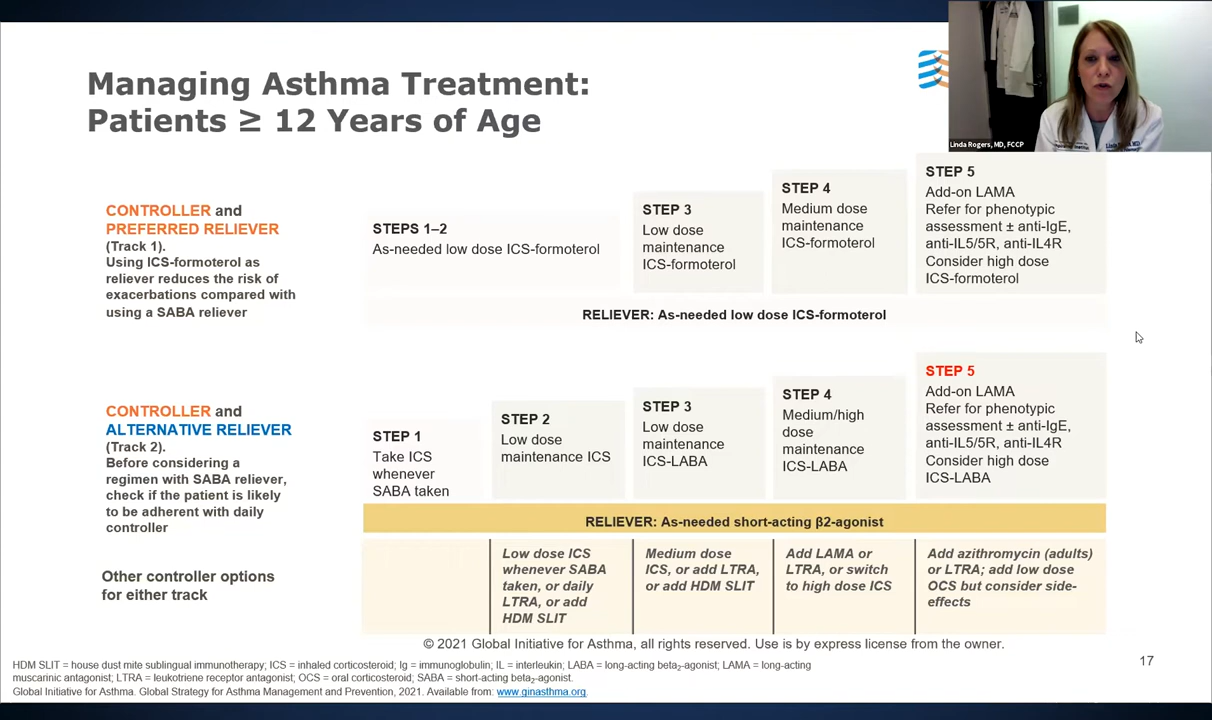 Managing Asthma Treatment:
Patients ≥ 12 Years of Age
Linda Rogers, MD, FCCP
CONTROLLER and
PREFERRED RELIEVER
(Track 1).
Using ICS-formoterol as
reliever reduces the risk of
exacerbations compared with
using a SABA reliever
STEPS 1–2
As-needed low dose ICS-formoterol
STEP 3
Low dose
maintenance
ICS-formoterol
STEP 4
Medium dose
maintenance
ICS-formoterol
STEP 5
Add-on LAMA
Refer for phenotypic
assessment ± anti-IgE,
anti-IL5/5R, anti-IL4R
Consider high dose
ICS-formoterol
RELIEVER: As-needed low dose ICS-formoterol
CONTROLLER and
ALTERNATIVE RELIEVER
(Track 2).
Before considering a
regimen with SABA reliever,
check if the patient is likely
to be adherent with daily
controller
STEP 1
Take ICS
whenever
SABA taken
STEP 2
Low dose
maintenance ICS
STEP 3
Low dose
maintenance
ICS-LABA
STEP 4
Medium/high
dose
maintenance
ICS-LABA
STEP 5
Add-on LAMA
Refer for phenotypic
assessment ± anti-IgE,
anti-IL5/5R, anti-IL4R
Consider high dose
ICS-LABA
RELIEVER: As-needed short-acting β2-agonist
Other controller options
for either track
Low dose ICS
whenever SABA
taken, or daily
LTRA, or add
HDM SLIT
Medium dose
ICS, or add LTRA,
or add HDM SLIT
Add LAMA or
LTRA, or switch
to high dose ICS
Add azithromycin (adults)
or LTRA; add low dose
OCS but consider side-
effects
© 2021 Global Initiative for Asthma, all rights reserved. Use is by express license from the owner.
17
HDM SLIT = house dust mite sublingual immunotherapy; ICS = inhaled corticosteroid; Ig = immunoglobulin; IL = interleukin; LABA = long-acting beta2-agonist; LAMA = long-acting
muscarinic antagonist; LTRA = leukotriene receptor antagonist; OCS = oral corticosteroid; SABA = short-acting beta2-agonist.
Global Initiative for Asthma. Global Strategy for Asthma Management and Prevention, 2021. Available from: www.ginasthma.org.